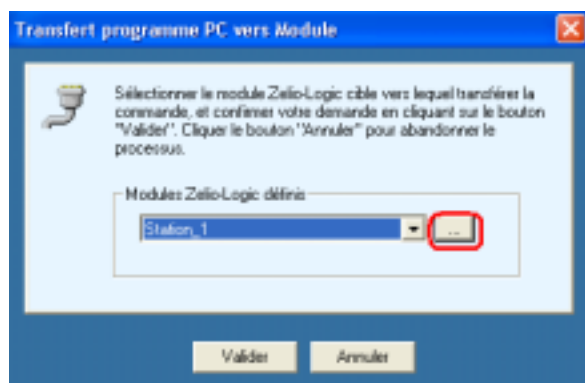 Transfert programme PC vers Module
Sélectionner le module Zelio-Logic cible vers lequel transférer la
commande, et confirmer votre demande en cliquant sur le bouton
"Valider". Cliquer le bouton "Annuler" pour abandonner le
processus.
Modules Zelio-Logic définis
Station_1
...
Valider
Annuler